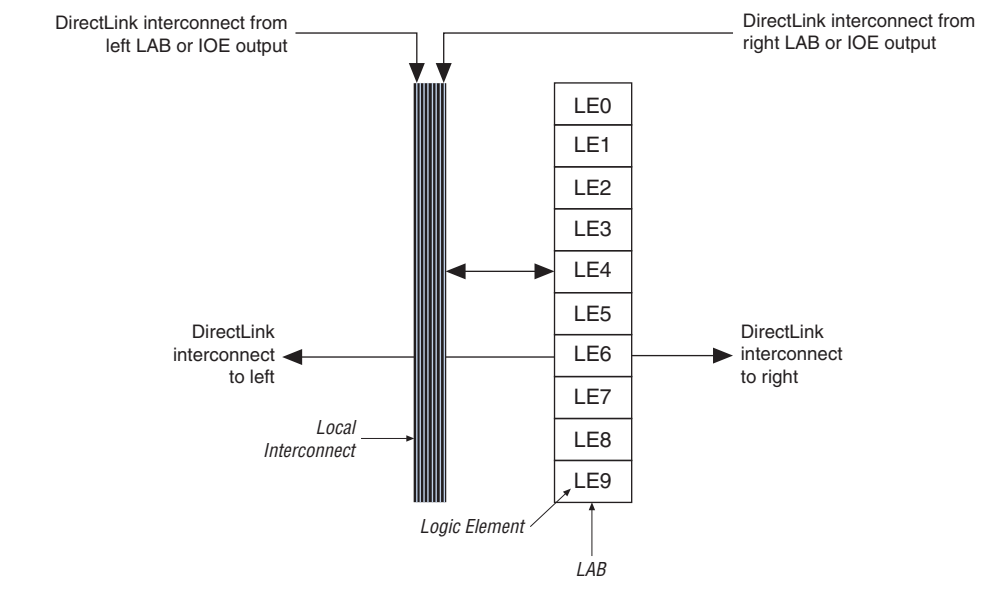 DirectLink interconnect from
left LAB or IOE output
DirectLink interconnect from
right LAB or IOE output
LE0
LE1
LE2
LE3
LE4
LE5
LE6
LE7
LE8
LE9
DirectLink
interconnect
to left
DirectLink
interconnect
to right
Local
Interconnect
Logic Element
LAB